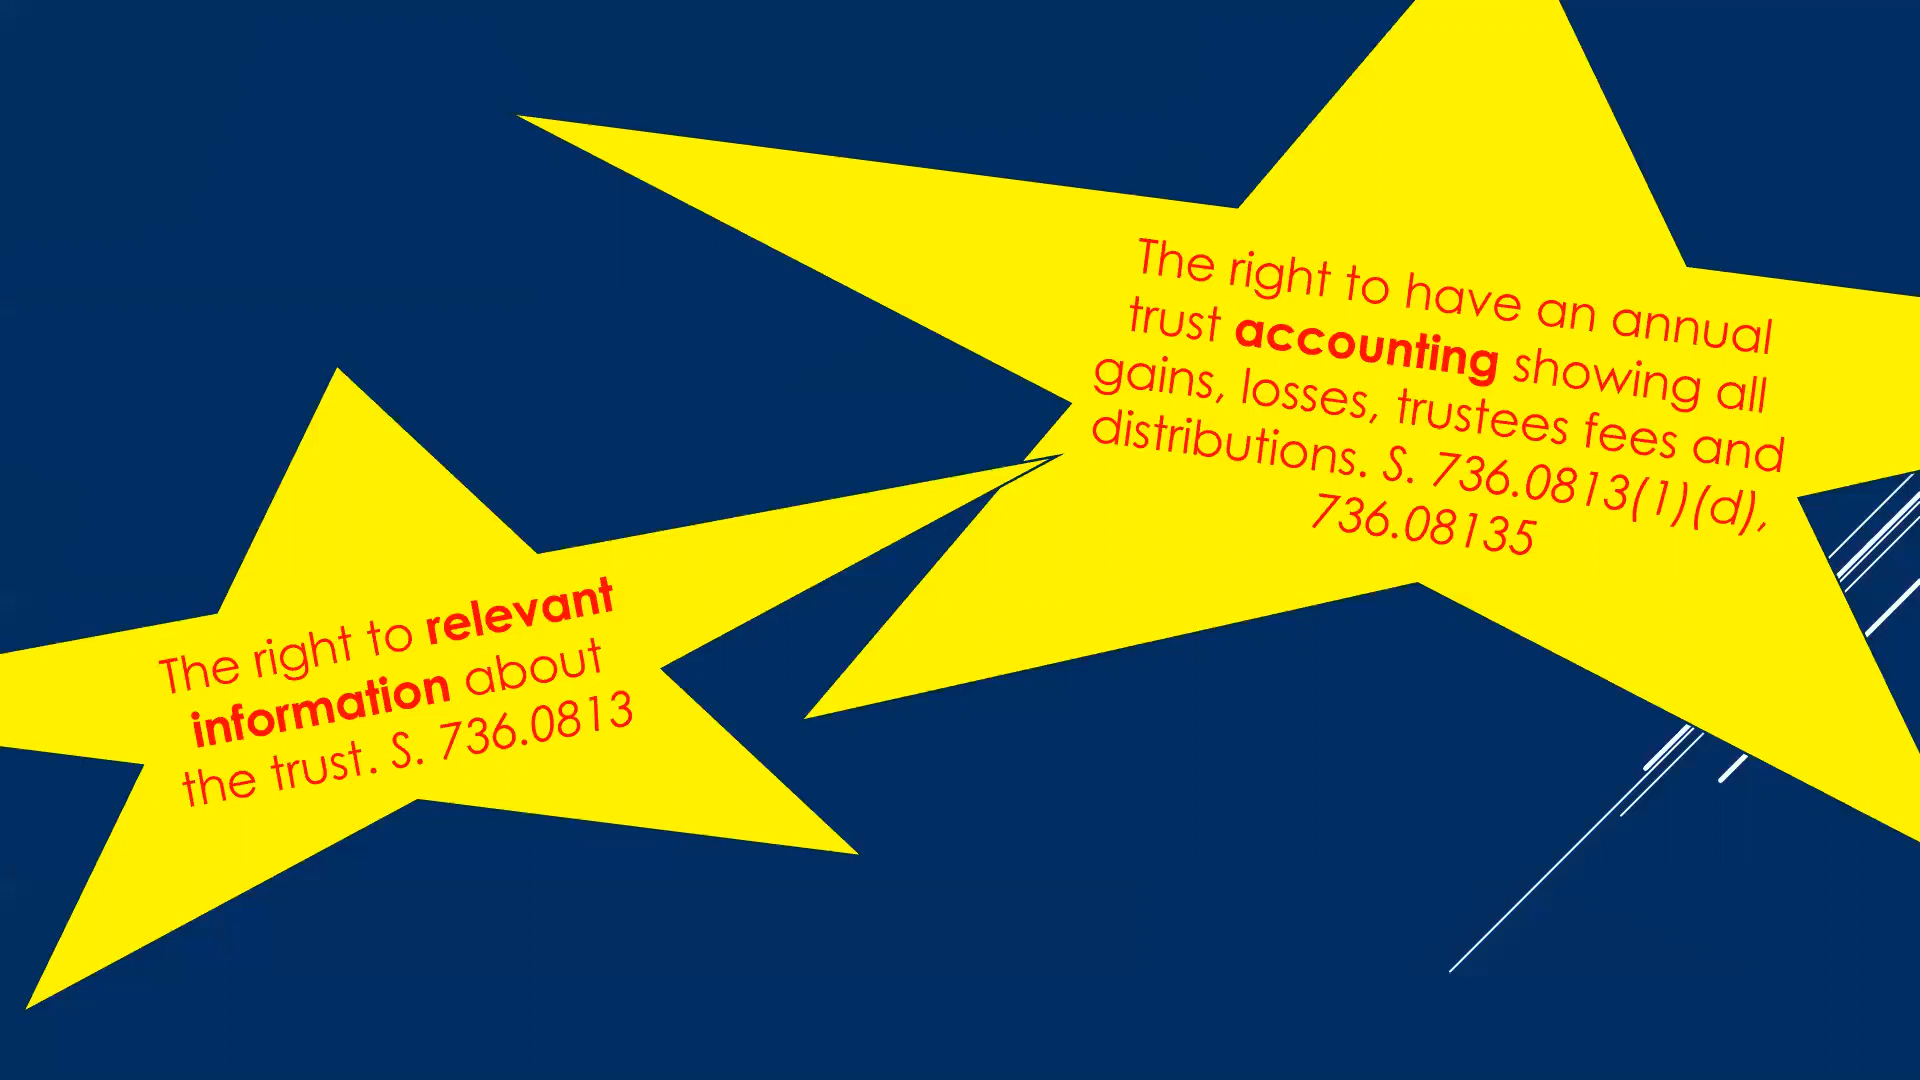 The right to have an annual
trust accounting showing all
gains, losses, trustees fees and
distributions. S. 736.0813(1)(d),
736.08135
The right to relevant
information about
the trust. S. 736.0813